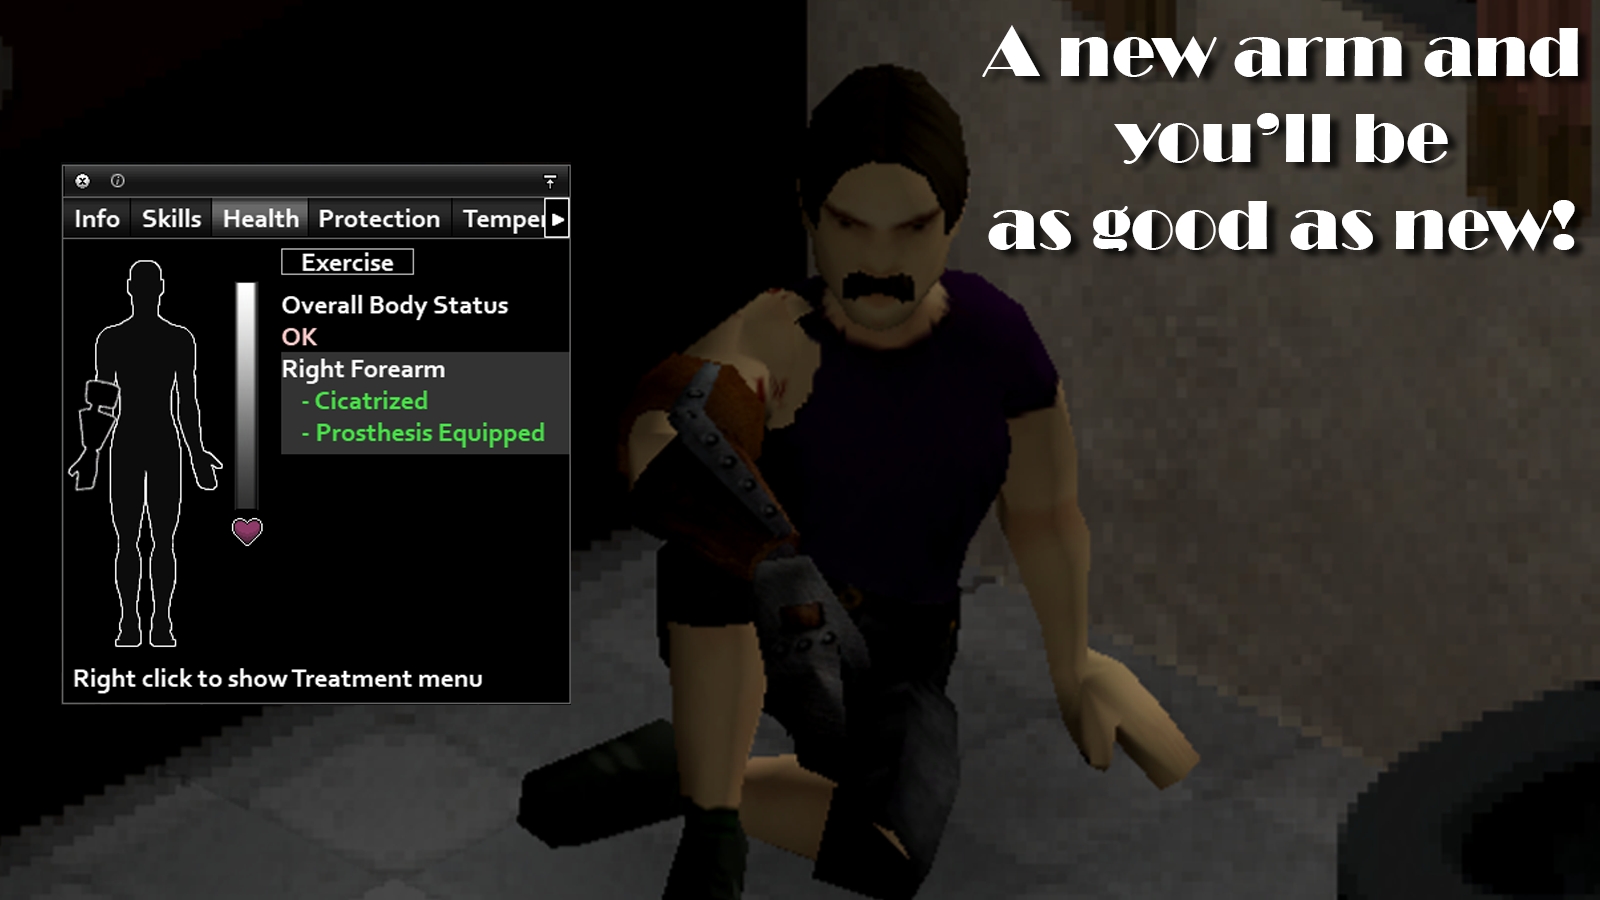 A new arm and
you'll be
as good as new!
Info Skills Health Protection Temper
Exercise
Overall Body Status
OK
Right Forearm
- Cicatrized
- Prosthesis Equipped
Right click to show Treatment menu